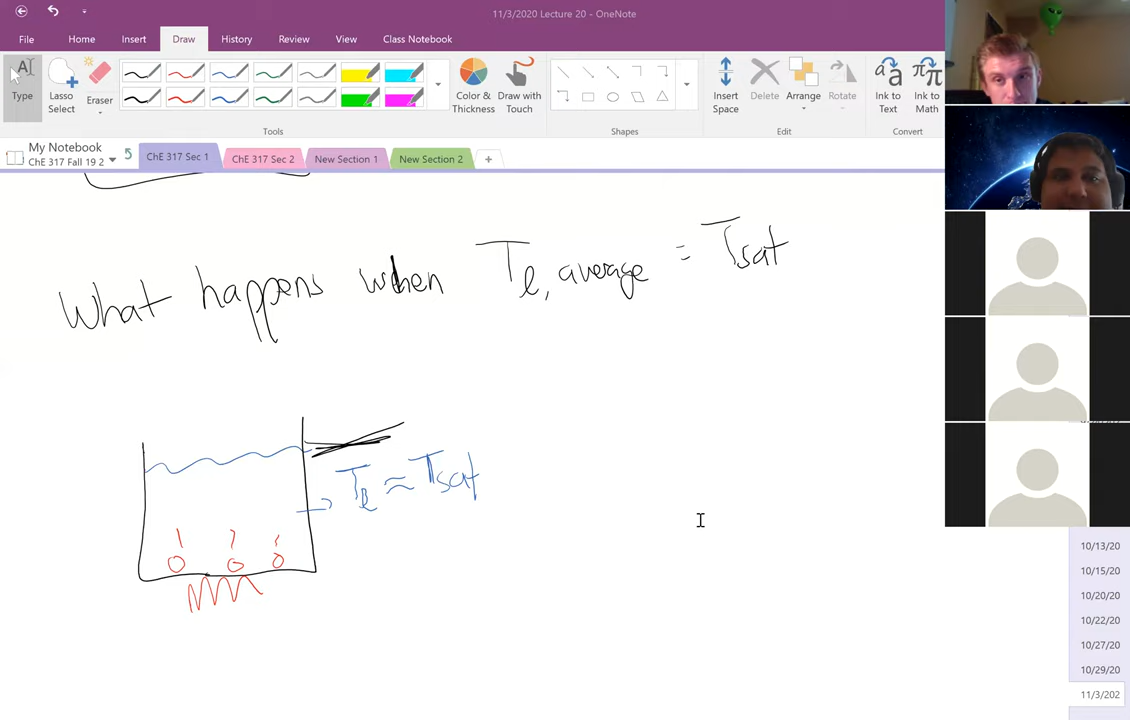 11/3/2020 Lecture 20 - OneNote
File Home Insert Draw History Review View Class Notebook
Type
Lasso Select
Eraser
Color & Thickness
Draw with Touch
Insert Space
Delete
Arrange
Rotate
Ink to Text
Ink to Math
Tools Shapes Edit Convert
My Notebook
ChE 317 Fall 19 2
ChE 317 Sec 1 ChE 317 Sec 2 New Section 1 New Section 2 +
What happens when Tl, average = Tsat
→ Tl ≈ Tsat
10/13/20
10/15/20
10/20/20
10/22/20
10/27/20
10/29/20
11/3/202